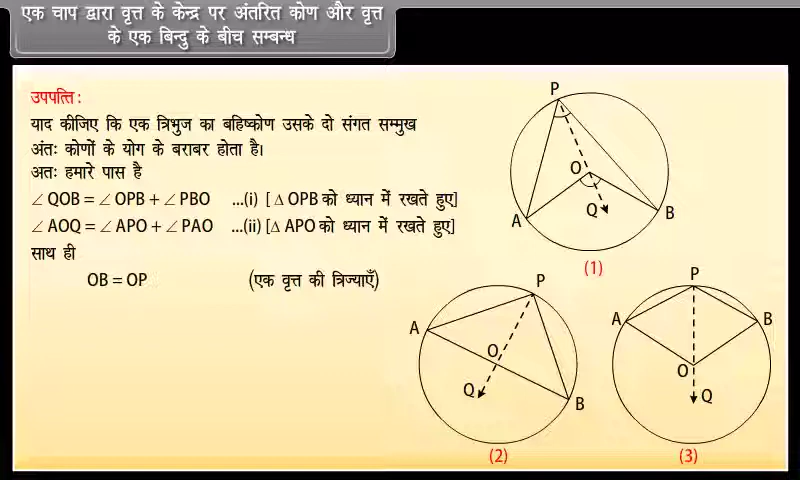 एक चाप द्वारा वृत्त के केन्द्र पर अंतरित कोण और वृत्त
के एक बिन्दु के बीच सम्बन्ध
उपपत्ति :
याद कीजिए कि एक त्रिभुज का बहिष्कोण उसके दो संगत सम्मुख
अंतः कोणों के योग के बराबर होता है।
अतः हमारे पास है
∠ QOB = ∠ OPB + ∠ PBO ...(i) [ Δ OPB को ध्यान में रखते हुए]
∠ AOQ = ∠ APO + ∠ PAO ...(ii) [Δ APO को ध्यान में रखते हुए]
साथ ही
OB = OP (एक वृत्त की त्रिज्याएँ)
P
O
A
Q
B
(1)
P
A
O
Q
B
(2)
P
A
B
O
Q
(3)